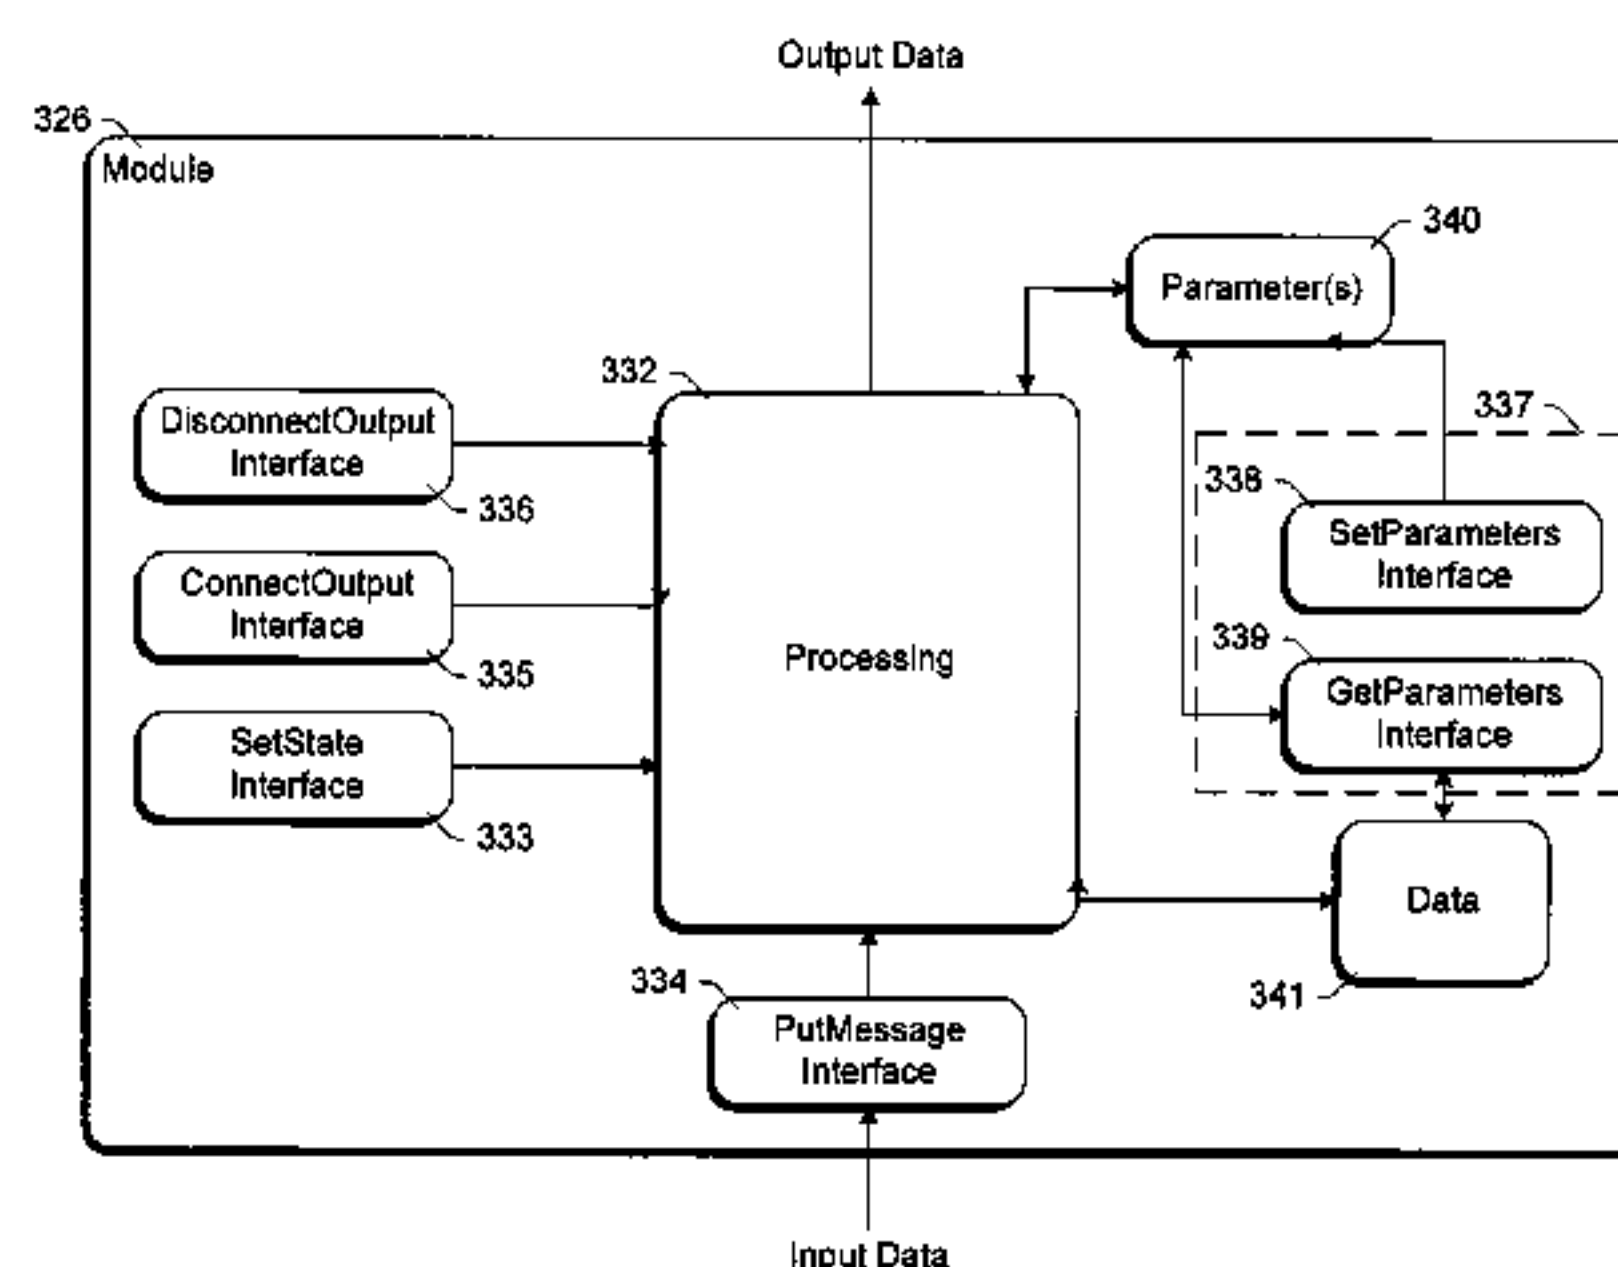 Output Data
326
Module
340
Parameter(s)
332
337
DisconnectOutput
Interface
336
338
SetParameters
Interface
ConnectOutput
Interface
335
Processing
339
GetParameters
Interface
SetState
Interface
333
Data
341
334
PutMessage
Interface
Input Data